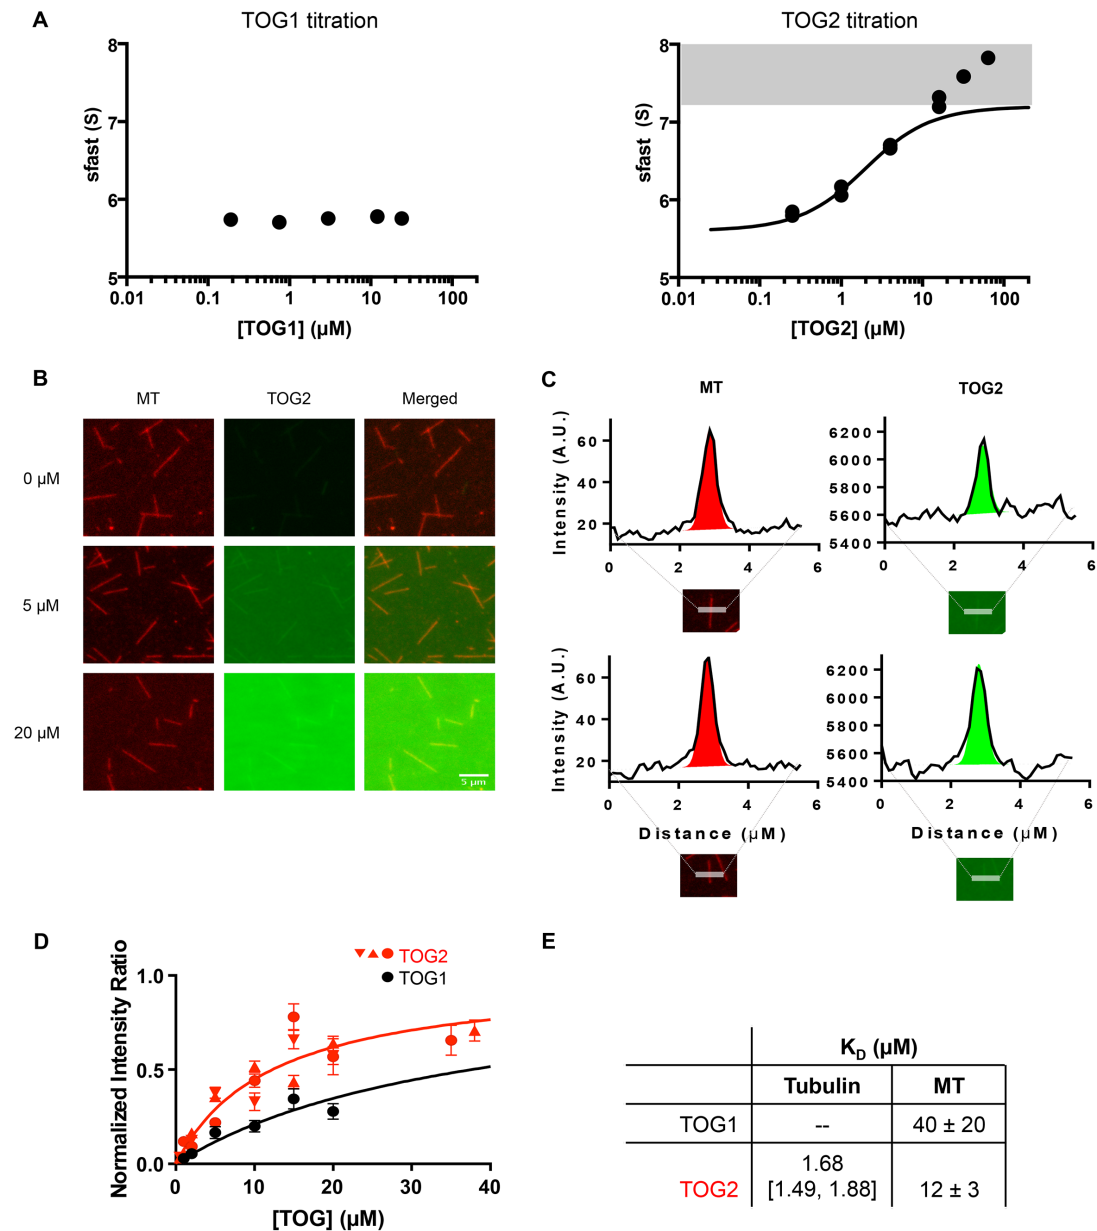 A
TOG1 titration
TOG2 titration
sfast (S)
8
7
6
5
0.01
0.1
1
10
100
[TOG1] (µM)
sfast (S)
8
7
6
5
0.01
0.1
1
10
100
[TOG2] (µM)
B
MT
TOG2
Merged
0 µM
5 µM
20 µM
5 µm
C
MT
TOG2
Intensity (A.U.)
60
40
20
0
2
4
6
6200
6000
5800
5600
5400
0
2
4
6
Intensity (A.U.)
60
40
20
0
2
4
6
Distance (µM)
6200
6000
5800
5600
5400
0
2
4
6
Distance (µM)
D
Normalized Intensity Ratio
1.0
0.5
0.0
0
10
20
30
40
[TOG] (µM)
TOG2
TOG1
E
K_D (µM)
Tubulin
MT
TOG1
--
40 ± 20
TOG2
1.68
[1.49, 1.88]
12 ± 3